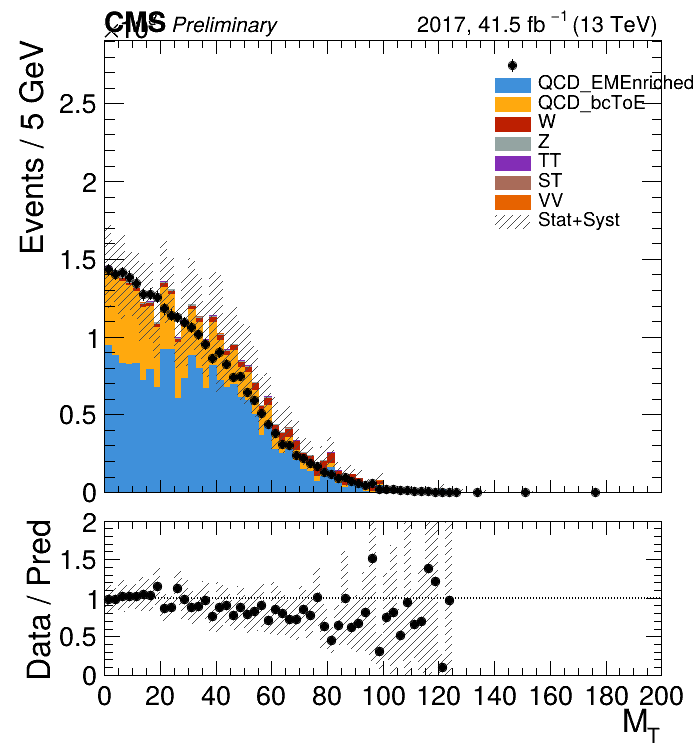 CMS Preliminary 2017, 41.5 fb⁻¹ (13 TeV)
Events / 5 GeV
QCD_EMEnriched
QCD_bcToE
W
Z
TT
ST
VV
Stat+Syst
2.5
2
1.5
1
0.5
0
Data / Pred
2
1.5
1
0.5
0
0 20 40 60 80 100 120 140 160 180 200
M_T